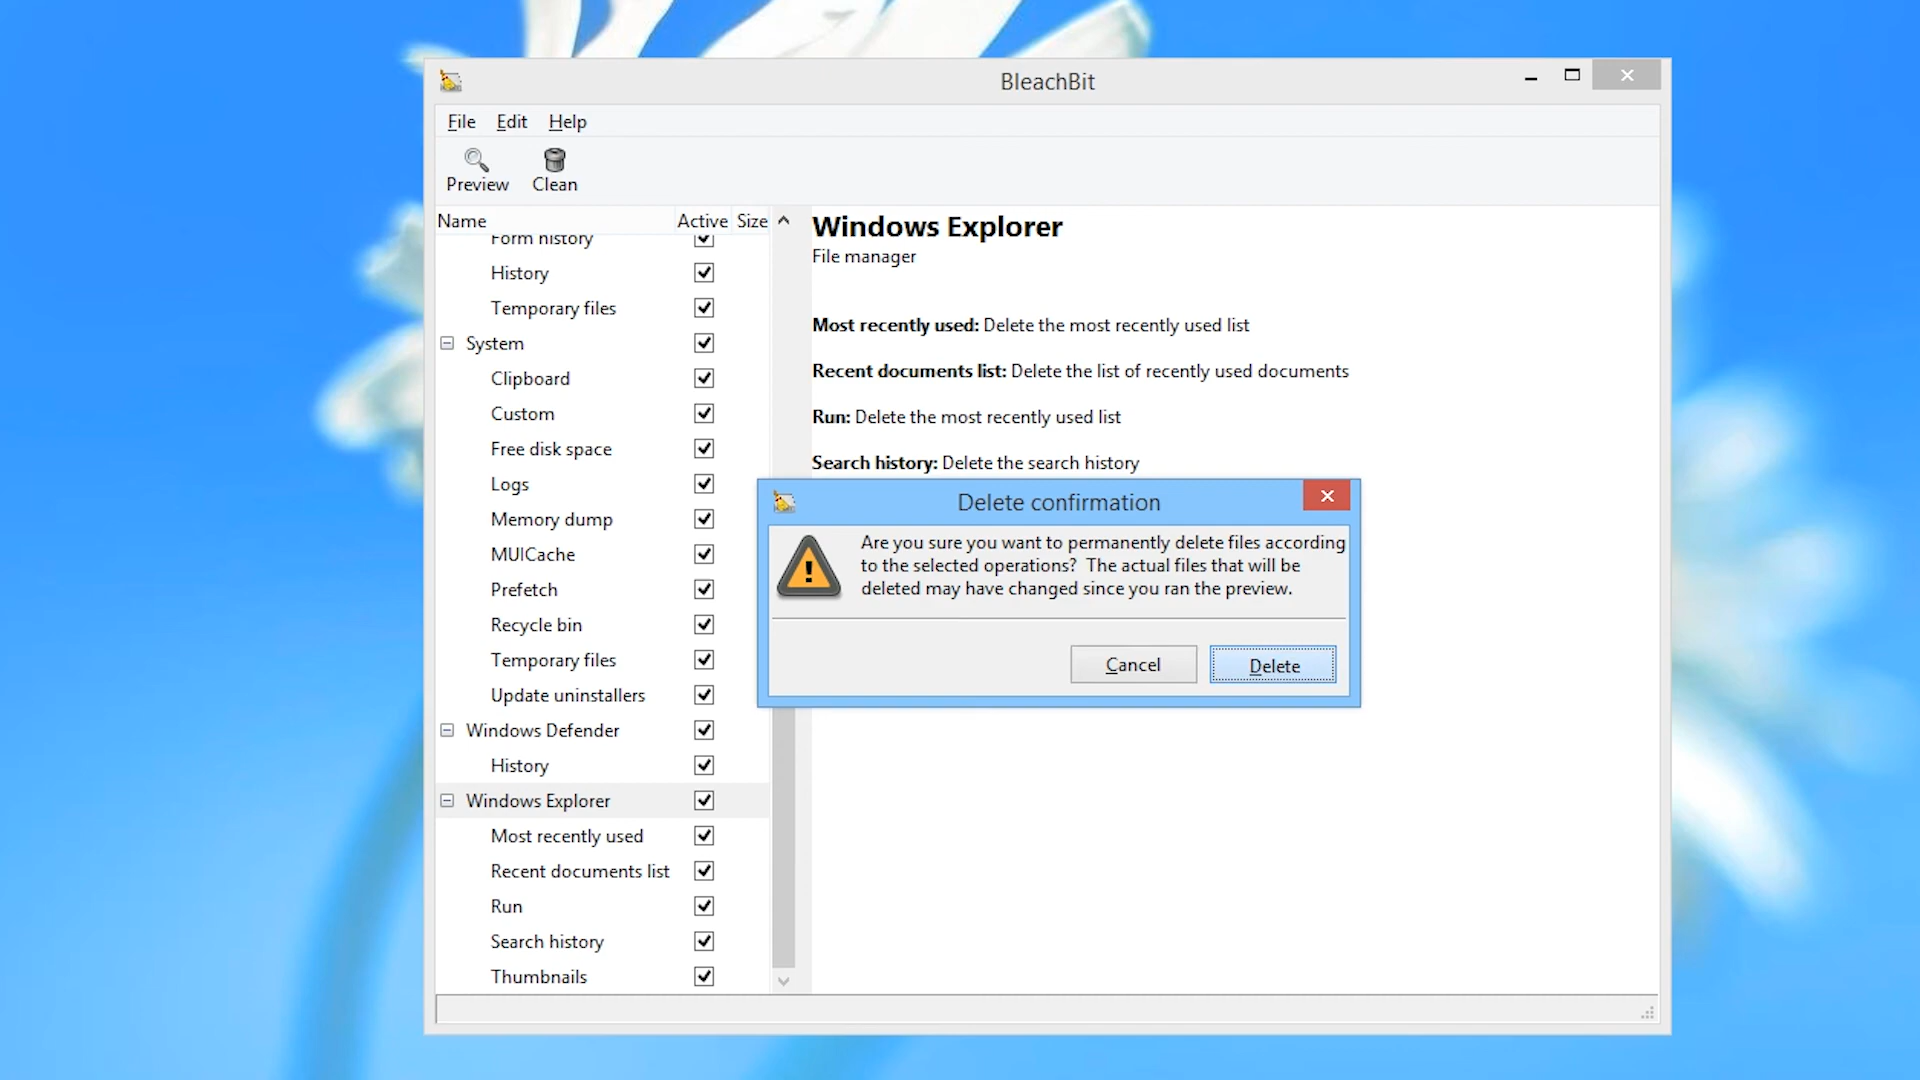 BleachBit
File Edit Help
Preview Clean
Name Active Size
Form history
History
Temporary files
System
Clipboard
Custom
Free disk space
Logs
Memory dump
MUICache
Prefetch
Recycle bin
Temporary files
Update uninstallers
Windows Defender
History
Windows Explorer
Most recently used
Recent documents list
Run
Search history
Thumbnails
Windows Explorer
File manager
Most recently used: Delete the most recently used list
Recent documents list: Delete the list of recently used documents
Run: Delete the most recently used list
Search history: Delete the search history
Delete confirmation
Are you sure you want to permanently delete files according
to the selected operations? The actual files that will be
deleted may have changed since you ran the preview.
Cancel Delete